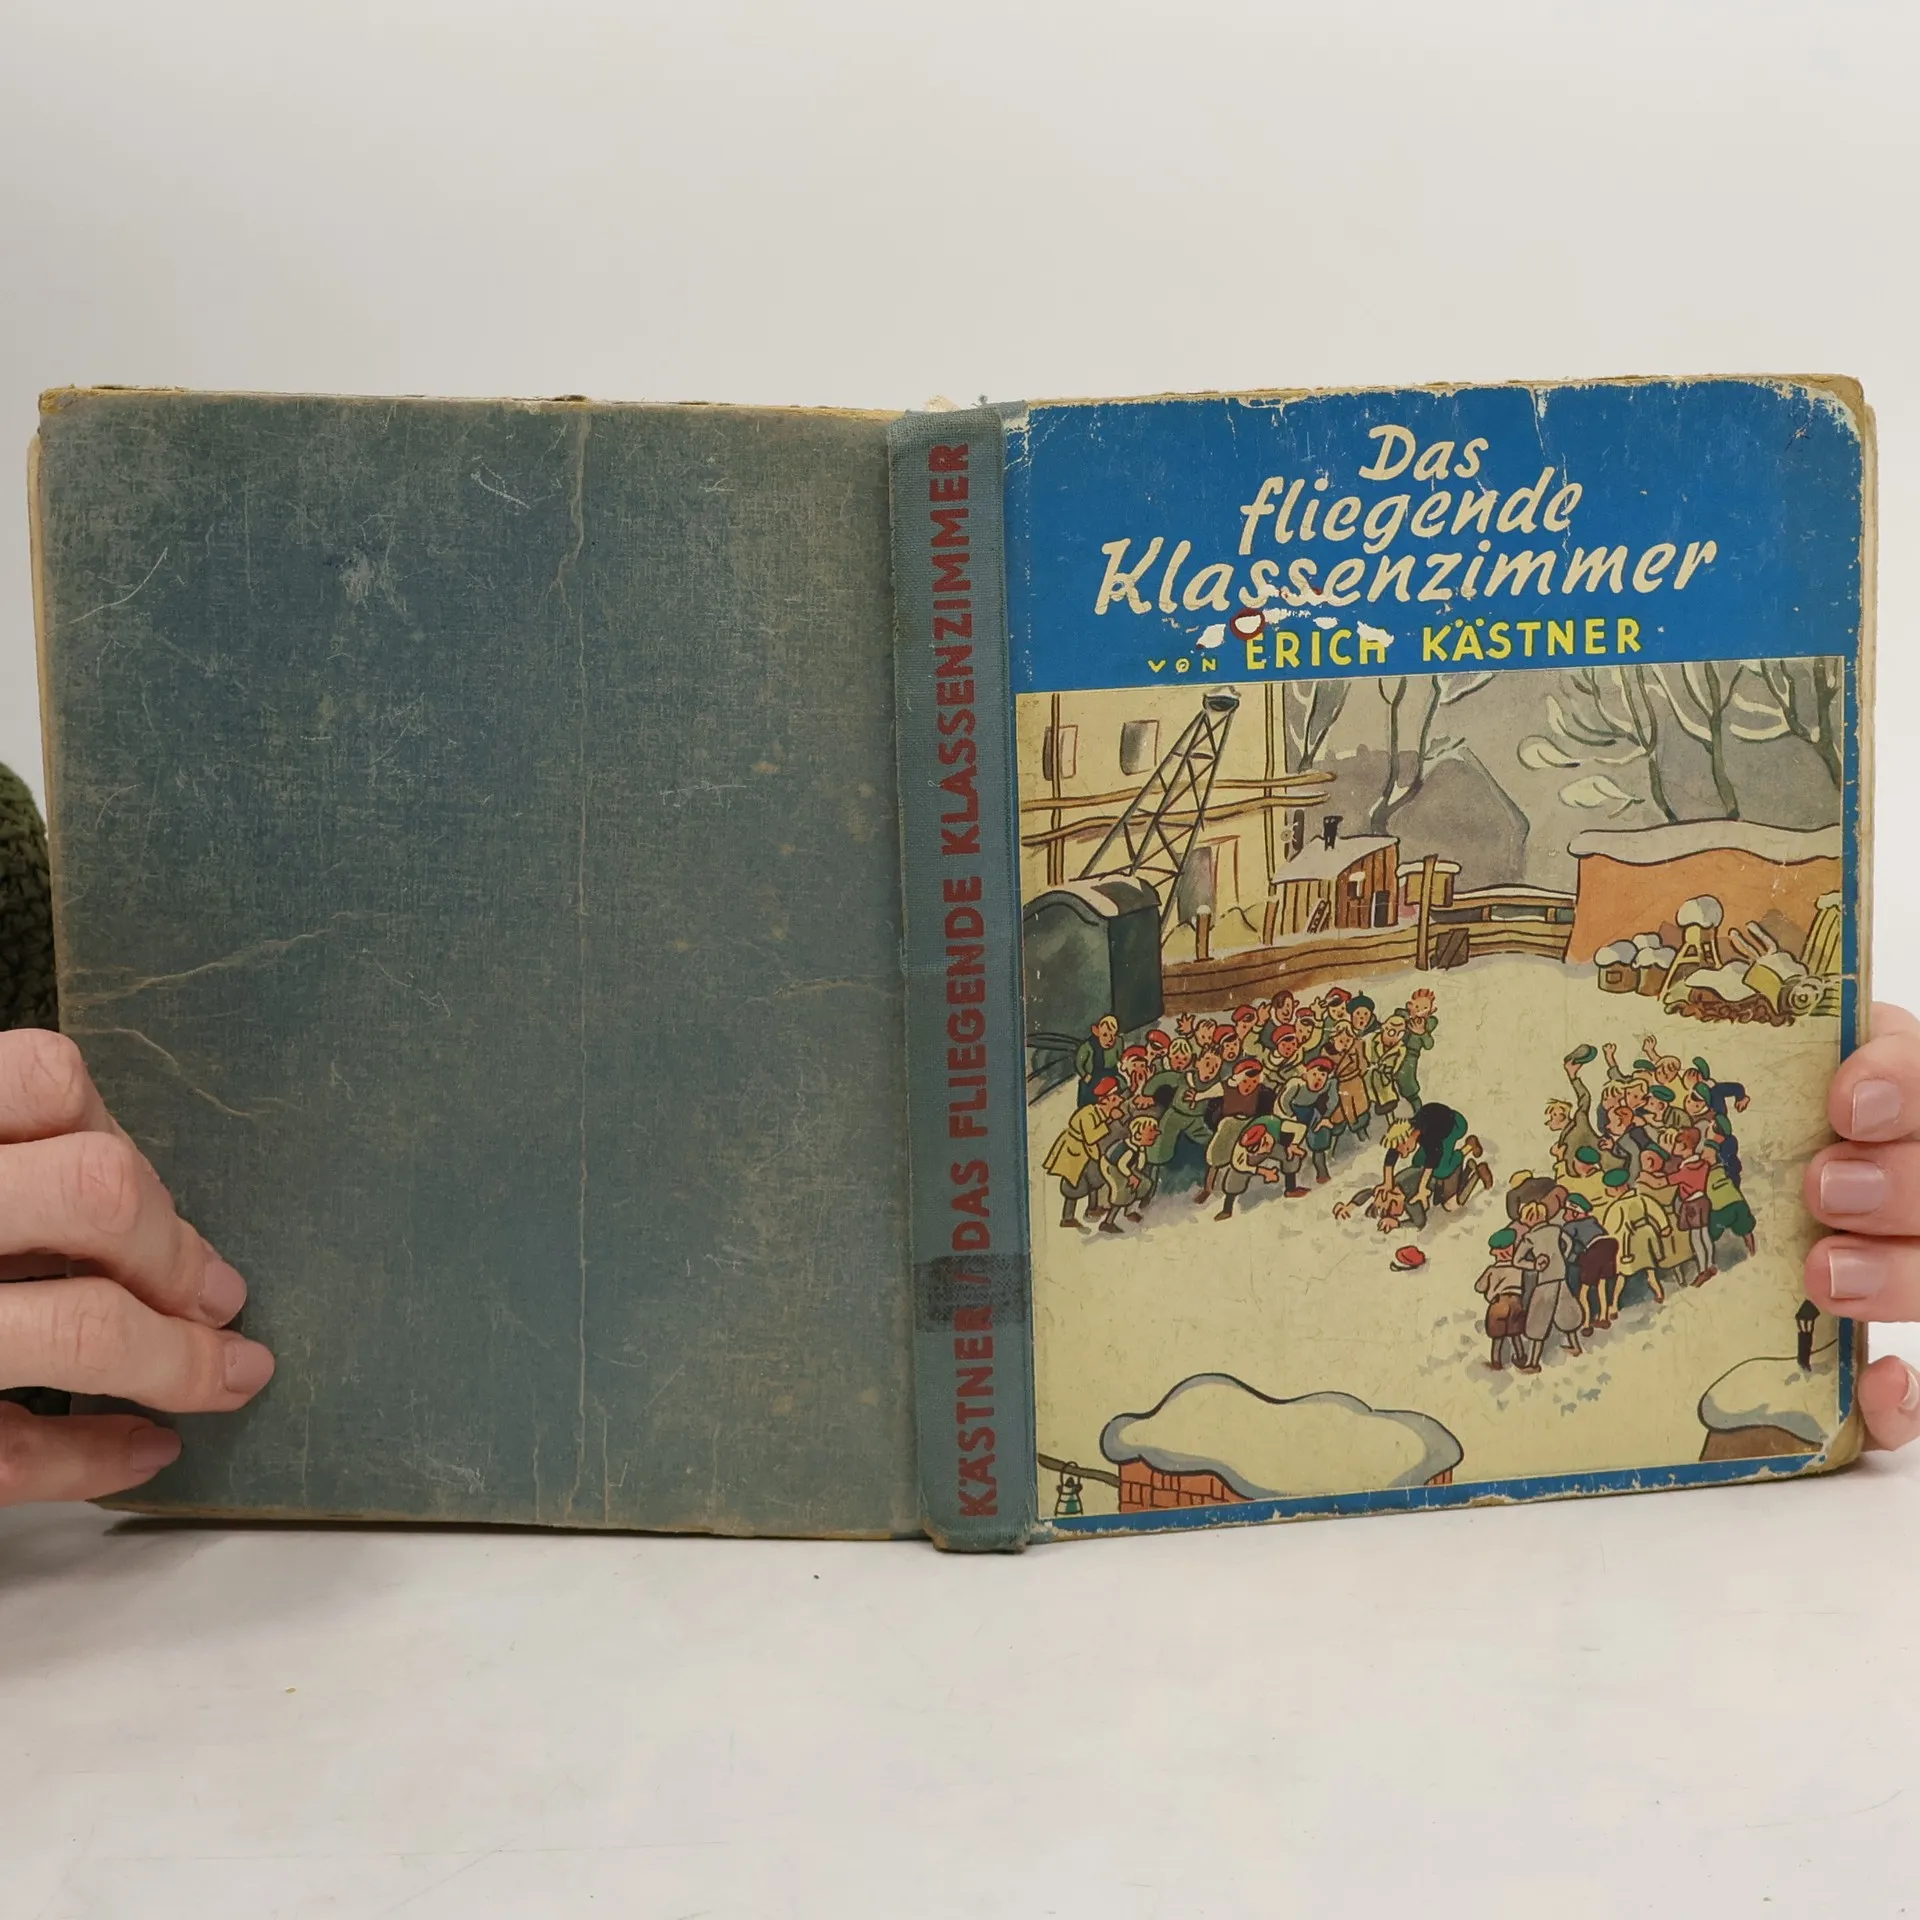 KÄSTNER / DAS FLIEGENDE KLASSENZIMMER
Das
fliegende
Klassenzimmer
VON ERICH KÄSTNER